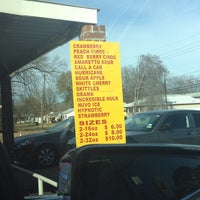 CRANBERRY
PEACH CIROC -
RED BERRY CIROC
AMARETTO SOUR
CALL A CAB
HURRICANE
SOUR APPLE
WHITE CHERRY
SKITTLES
OBAMA
INCREDIBLE HULK
NUVO ICE
HYPNOTIC
STRAWBERRY
SIZES
2-16oz $ 6.00
2-24oz $ 8.00
2-32oz $10.00